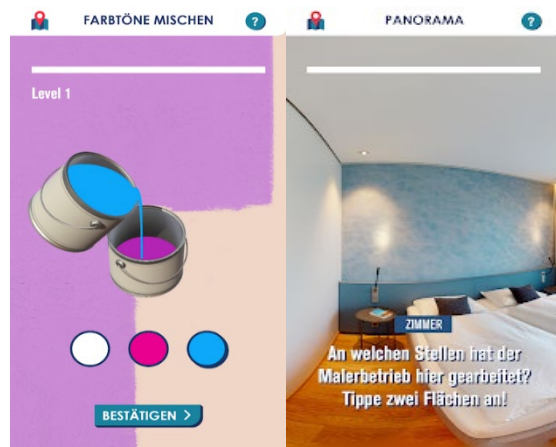 FARBTÖNE MISCHEN
?
Level 1
BESTÄTIGEN >
PANORAMA
?
ZIMMER
An welchen Stellen hat der
Malerbetrieb hier gearbeitet?
Tippe zwei Flächen an!